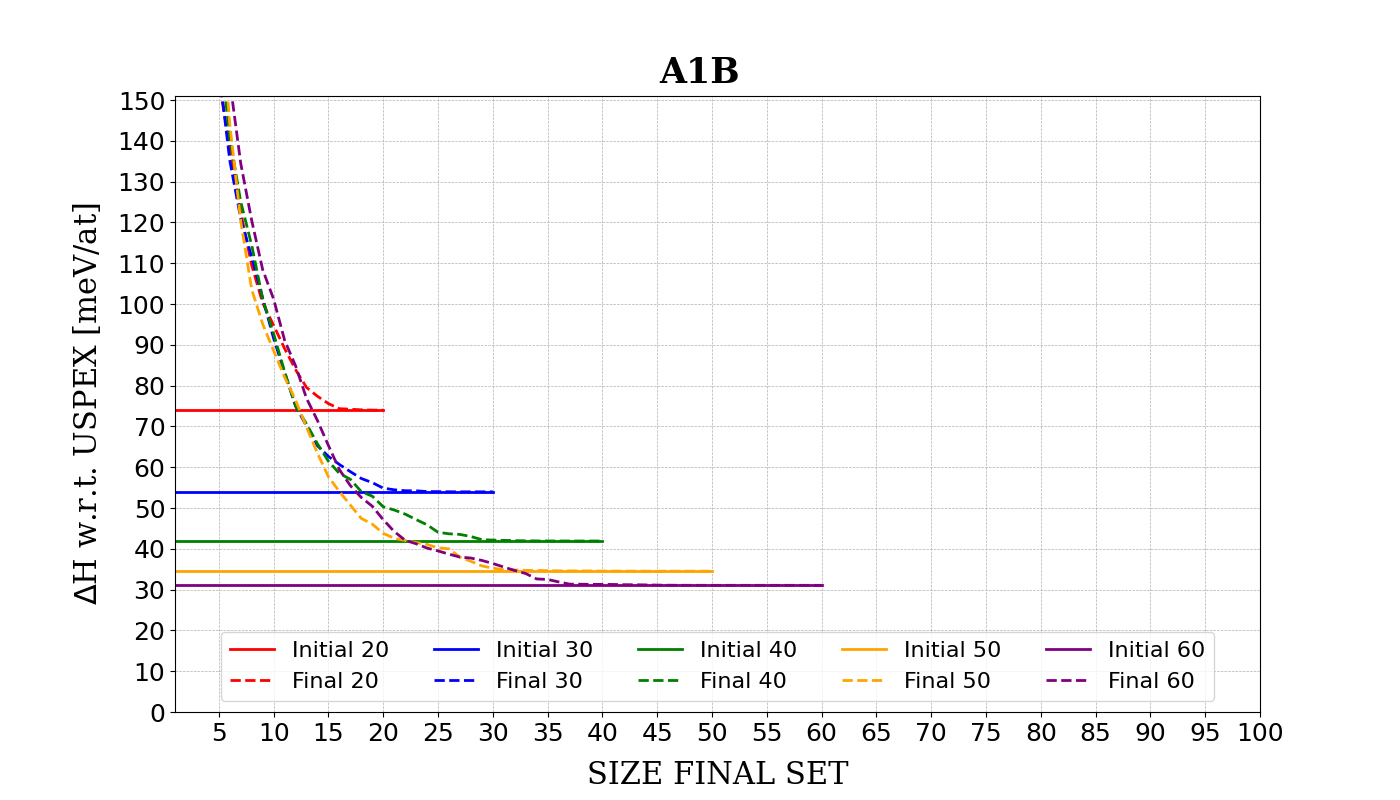 A1B
ΔH w.r.t. USPEX [meV/at]
150
140
130
120
110
100
90
80
70
60
50
40
30
20
10
0
Initial 20 Initial 30 Initial 40 Initial 50 Initial 60
Final 20 Final 30 Final 40 Final 50 Final 60
5 10 15 20 25 30 35 40 45 50 55 60 65 70 75 80 85 90 95 100
SIZE FINAL SET